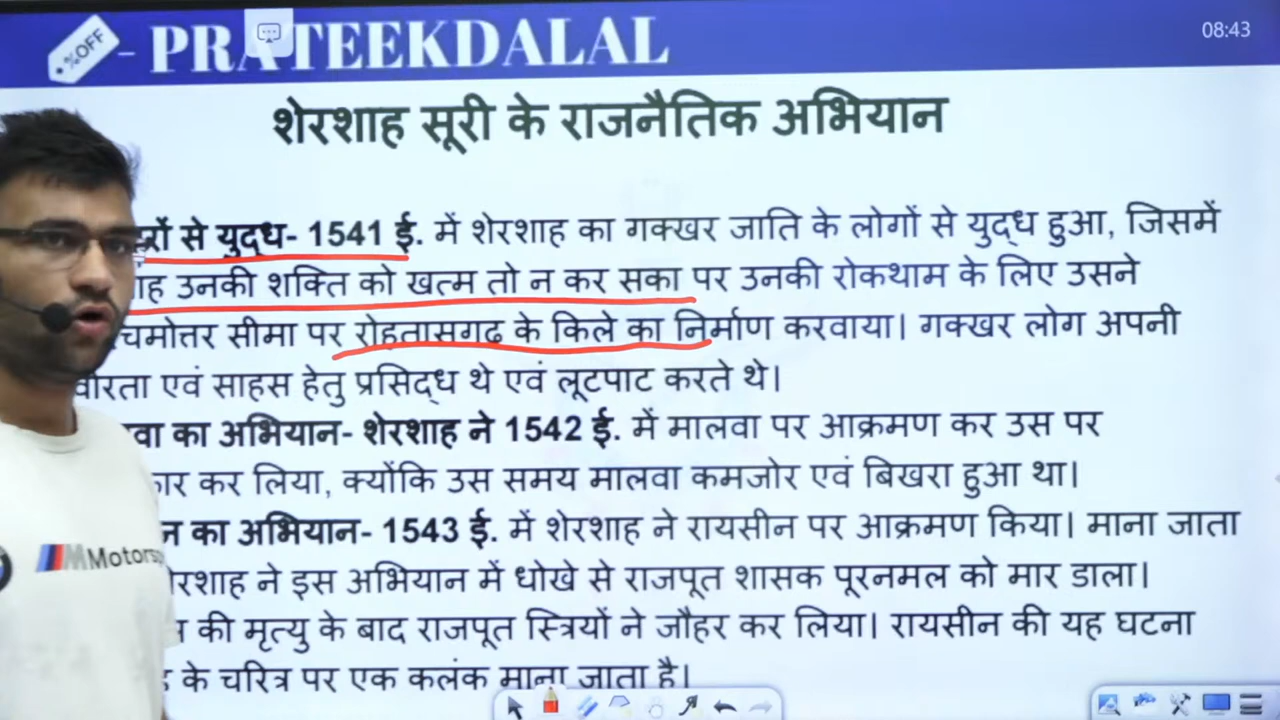 %OFF
- PRATEEKDALAL
08:43
शेरशाह सूरी के राजनैतिक अभियान
से युद्ध- 1541 ई. में शेरशाह का गक्खर जाति के लोगों से युद्ध हुआ, जिसमें
उनकी शक्ति को खत्म तो न कर सका पर उनकी रोकथाम के लिए उसने
सीमा पर रोहतासगढ के किले का निर्माण करवाया। गक्खर लोग अपनी
वीरता एवं साहस हेतु प्रसिद्ध थे एवं लूटपाट करते थे।
का अभियान- शेरशाह ने 1542 ई. में मालवा पर आक्रमण कर उस पर
कर लिया, क्योंकि उस समय मालवा कमजोर एवं बिखरा हुआ था।
का अभियान- 1543 ई. में शेरशाह ने रायसीन पर आक्रमण किया। माना जाता
ने इस अभियान में धोखे से राजपूत शासक पूरनमल को मार डाला।
की मृत्यु के बाद राजपूत स्त्रियों ने जौहर कर लिया। रायसीन की यह घटना
के चरित्र पर एक कलंक माना जाता है।